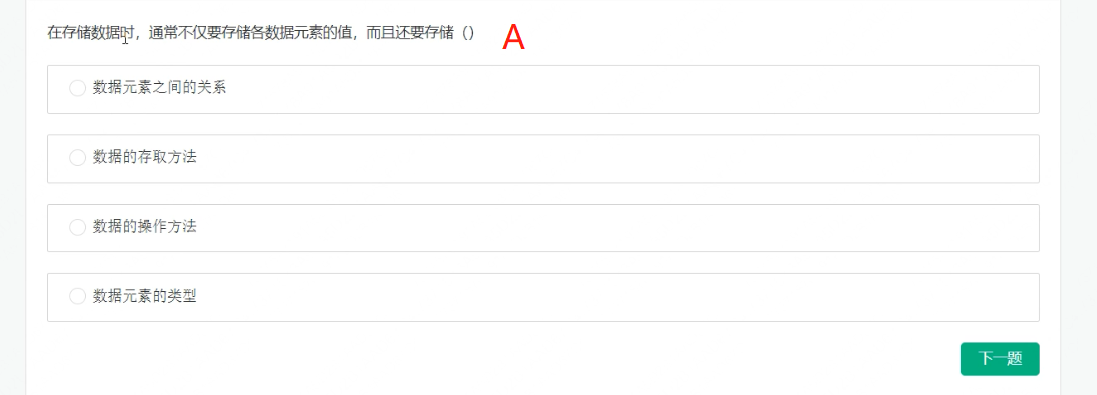 在存储数据时，通常不仅要存储各数据元素的值，而且还要存储（） A
数据元素之间的关系
数据的存取方法
数据的操作方法
数据元素的类型
下一题